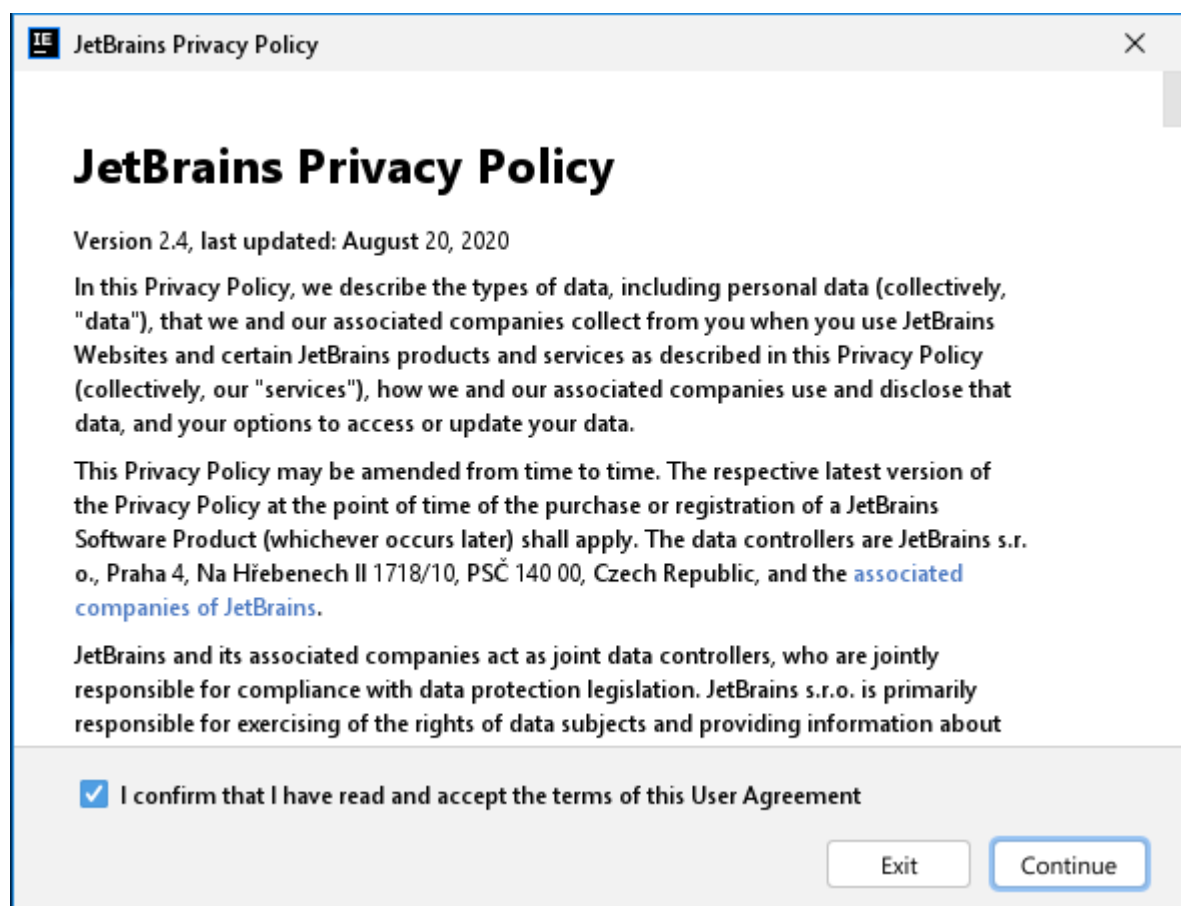 IE JetBrains Privacy Policy
JetBrains Privacy Policy
Version 2.4, last updated: August 20, 2020
In this Privacy Policy, we describe the types of data, including personal data (collectively,
"data"), that we and our associated companies collect from you when you use JetBrains
Websites and certain JetBrains products and services as described in this Privacy Policy
(collectively, our "services"), how we and our associated companies use and disclose that
data, and your options to access or update your data.
This Privacy Policy may be amended from time to time. The respective latest version of
the Privacy Policy at the point of time of the purchase or registration of a JetBrains
Software Product (whichever occurs later) shall apply. The data controllers are JetBrains s.r.
o., Praha 4, Na Hřebenech II 1718/10, PSČ 140 00, Czech Republic, and the associated
companies of JetBrains.
JetBrains and its associated companies act as joint data controllers, who are jointly
responsible for compliance with data protection legislation. JetBrains s.r.o. is primarily
responsible for exercising of the rights of data subjects and providing information about
I confirm that I have read and accept the terms of this User Agreement
Exit Continue